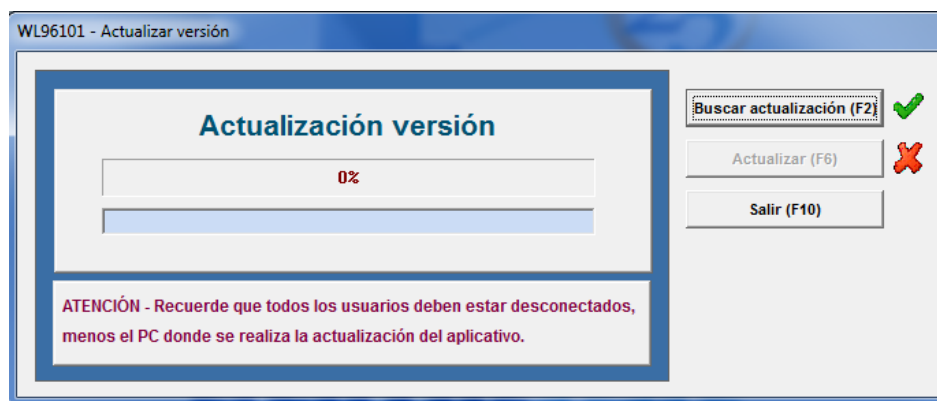 WL96101 - Actualizar versión
Actualización versión
0%
ATENCIÓN - Recuerde que todos los usuarios deben estar desconectados,
menos el PC donde se realiza la actualización del aplicativo.
Buscar actualización (F2)
Actualizar (F6)
Salir (F10)